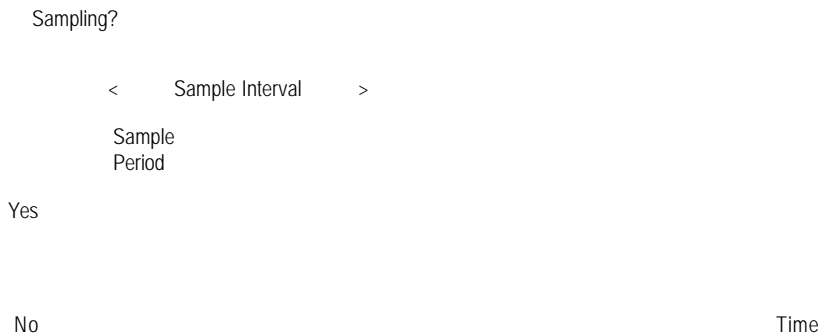 Sampling?
< Sample Interval >
Sample
Period
Yes
No Time